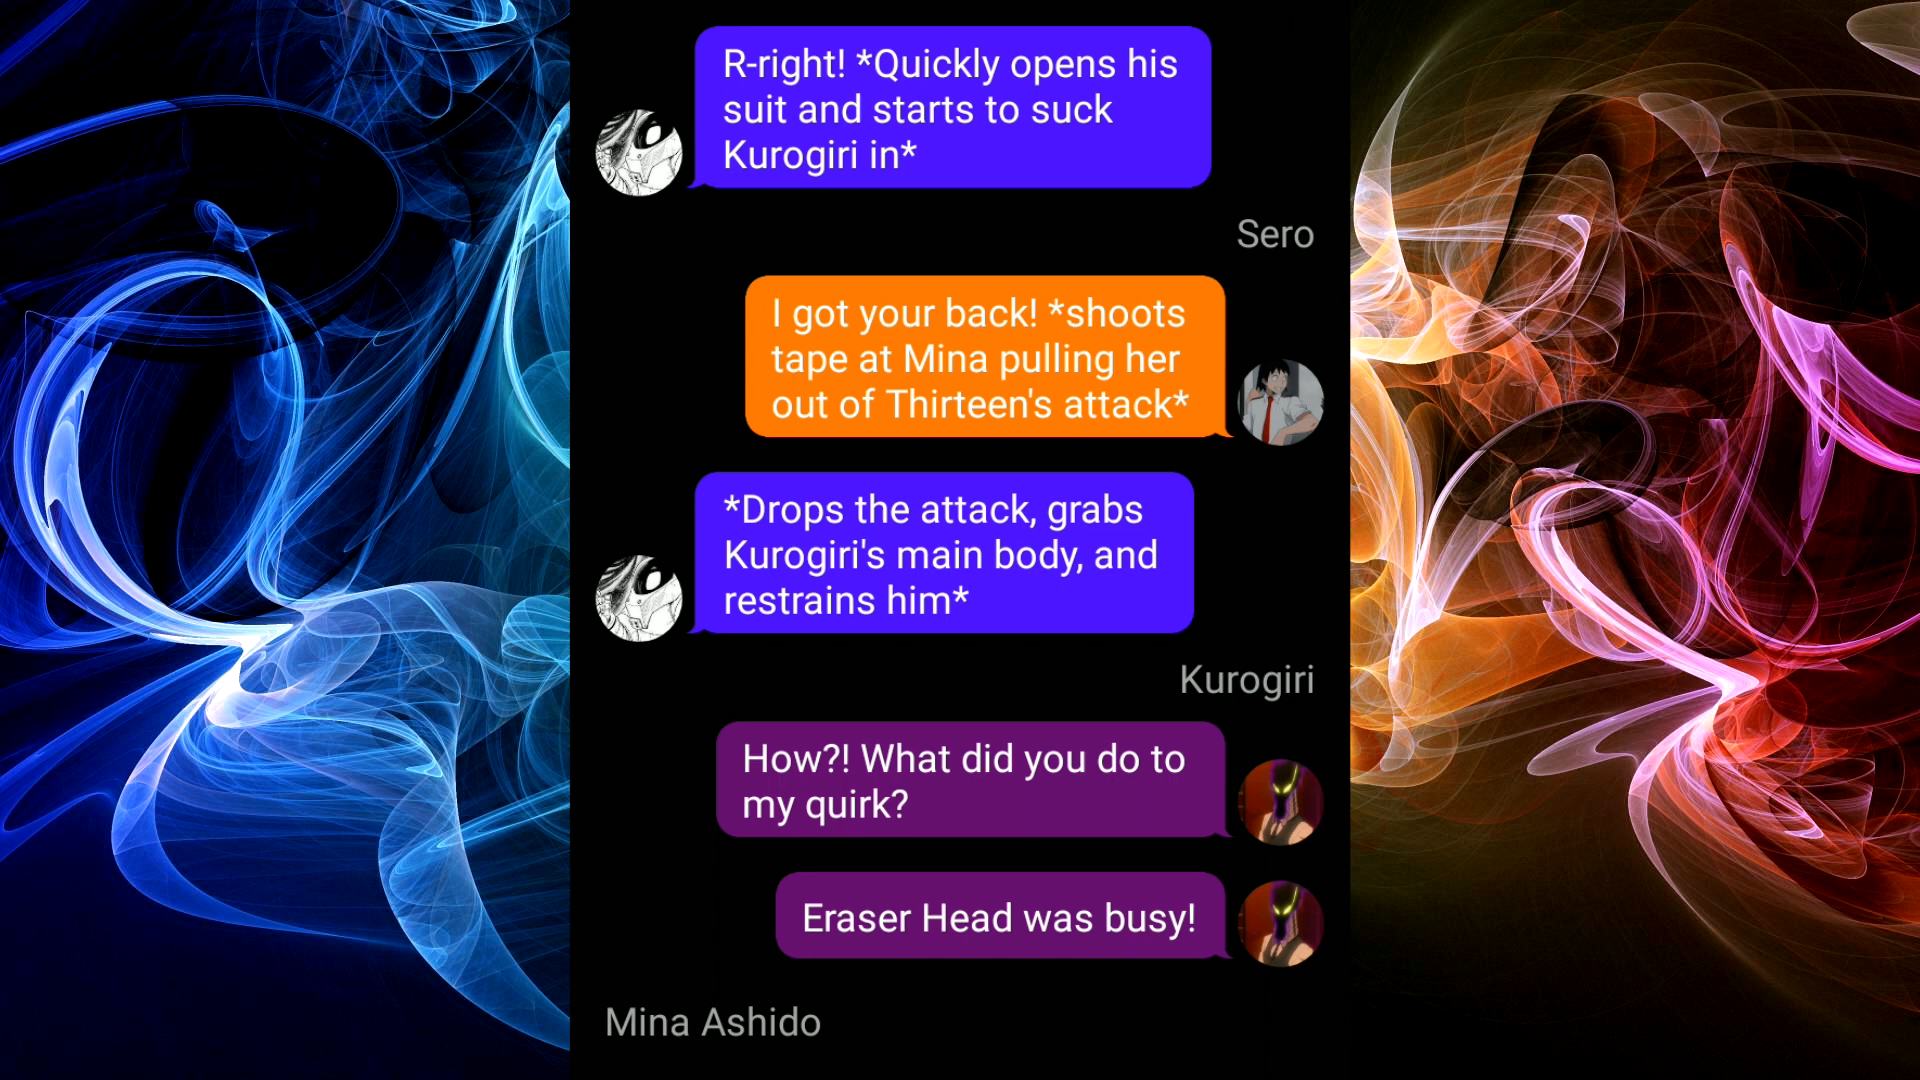 R-right! *Quickly opens his
suit and starts to suck
Kurogiri in*
Sero
I got your back! *shoots
tape at Mina pulling her
out of Thirteen's attack*
*Drops the attack, grabs
Kurogiri's main body, and
restrains him*
Kurogiri
How?! What did you do to
my quirk?
Eraser Head was busy!
Mina Ashido